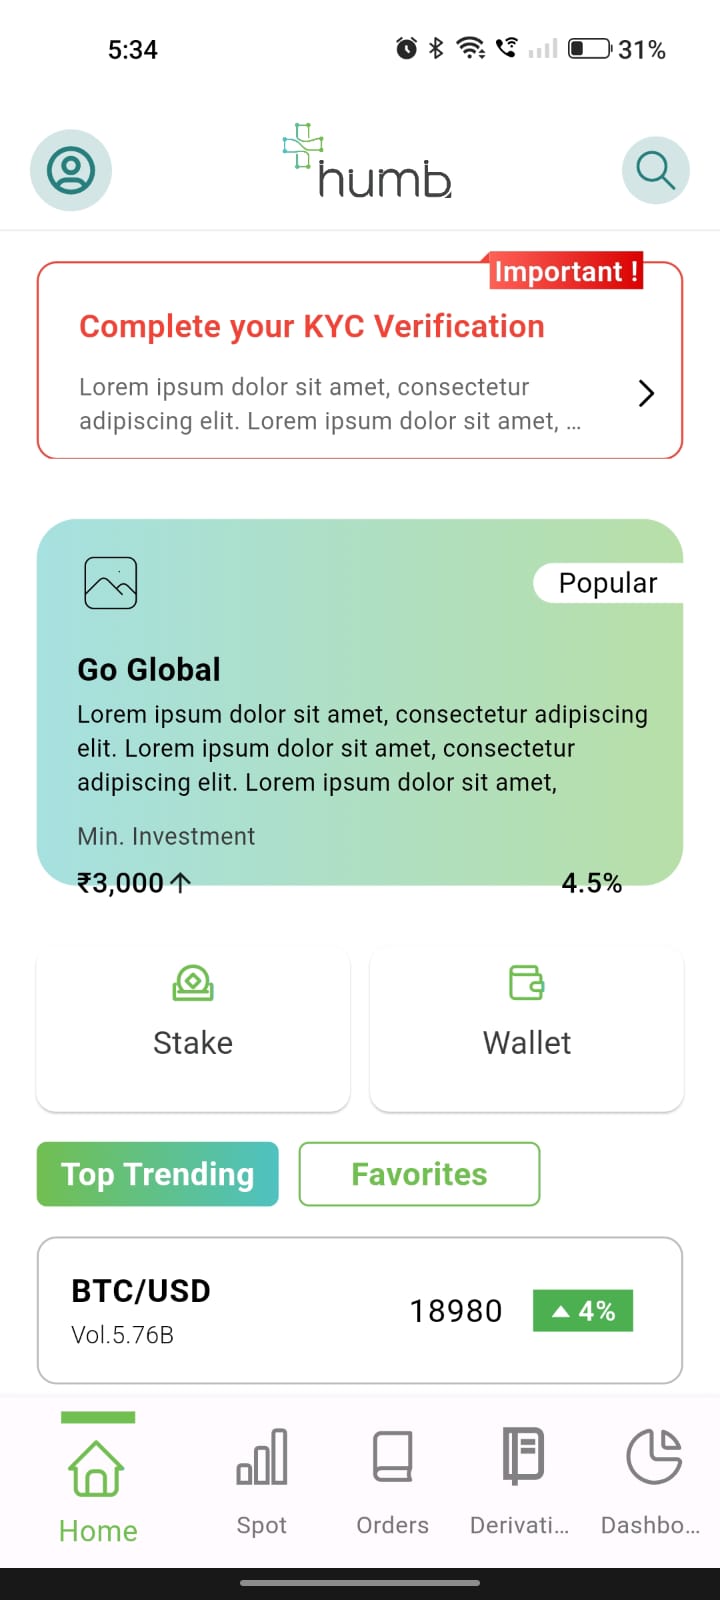 5:34
31%
humb
Important !
Complete your KYC Verification
Lorem ipsum dolor sit amet, consectetur
adipiscing elit. Lorem ipsum dolor sit amet, ...
Popular
Go Global
Lorem ipsum dolor sit amet, consectetur adipiscing
elit. Lorem ipsum dolor sit amet, consectetur
adipiscing elit. Lorem ipsum dolor sit amet,
Min. Investment
₹3,000↑ 4.5%
Stake
Wallet
Top Trending
Favorites
BTC/USD
18980
▲ 4%
Vol.5.76B
Home
Spot
Orders
Derivati...
Dashbo...